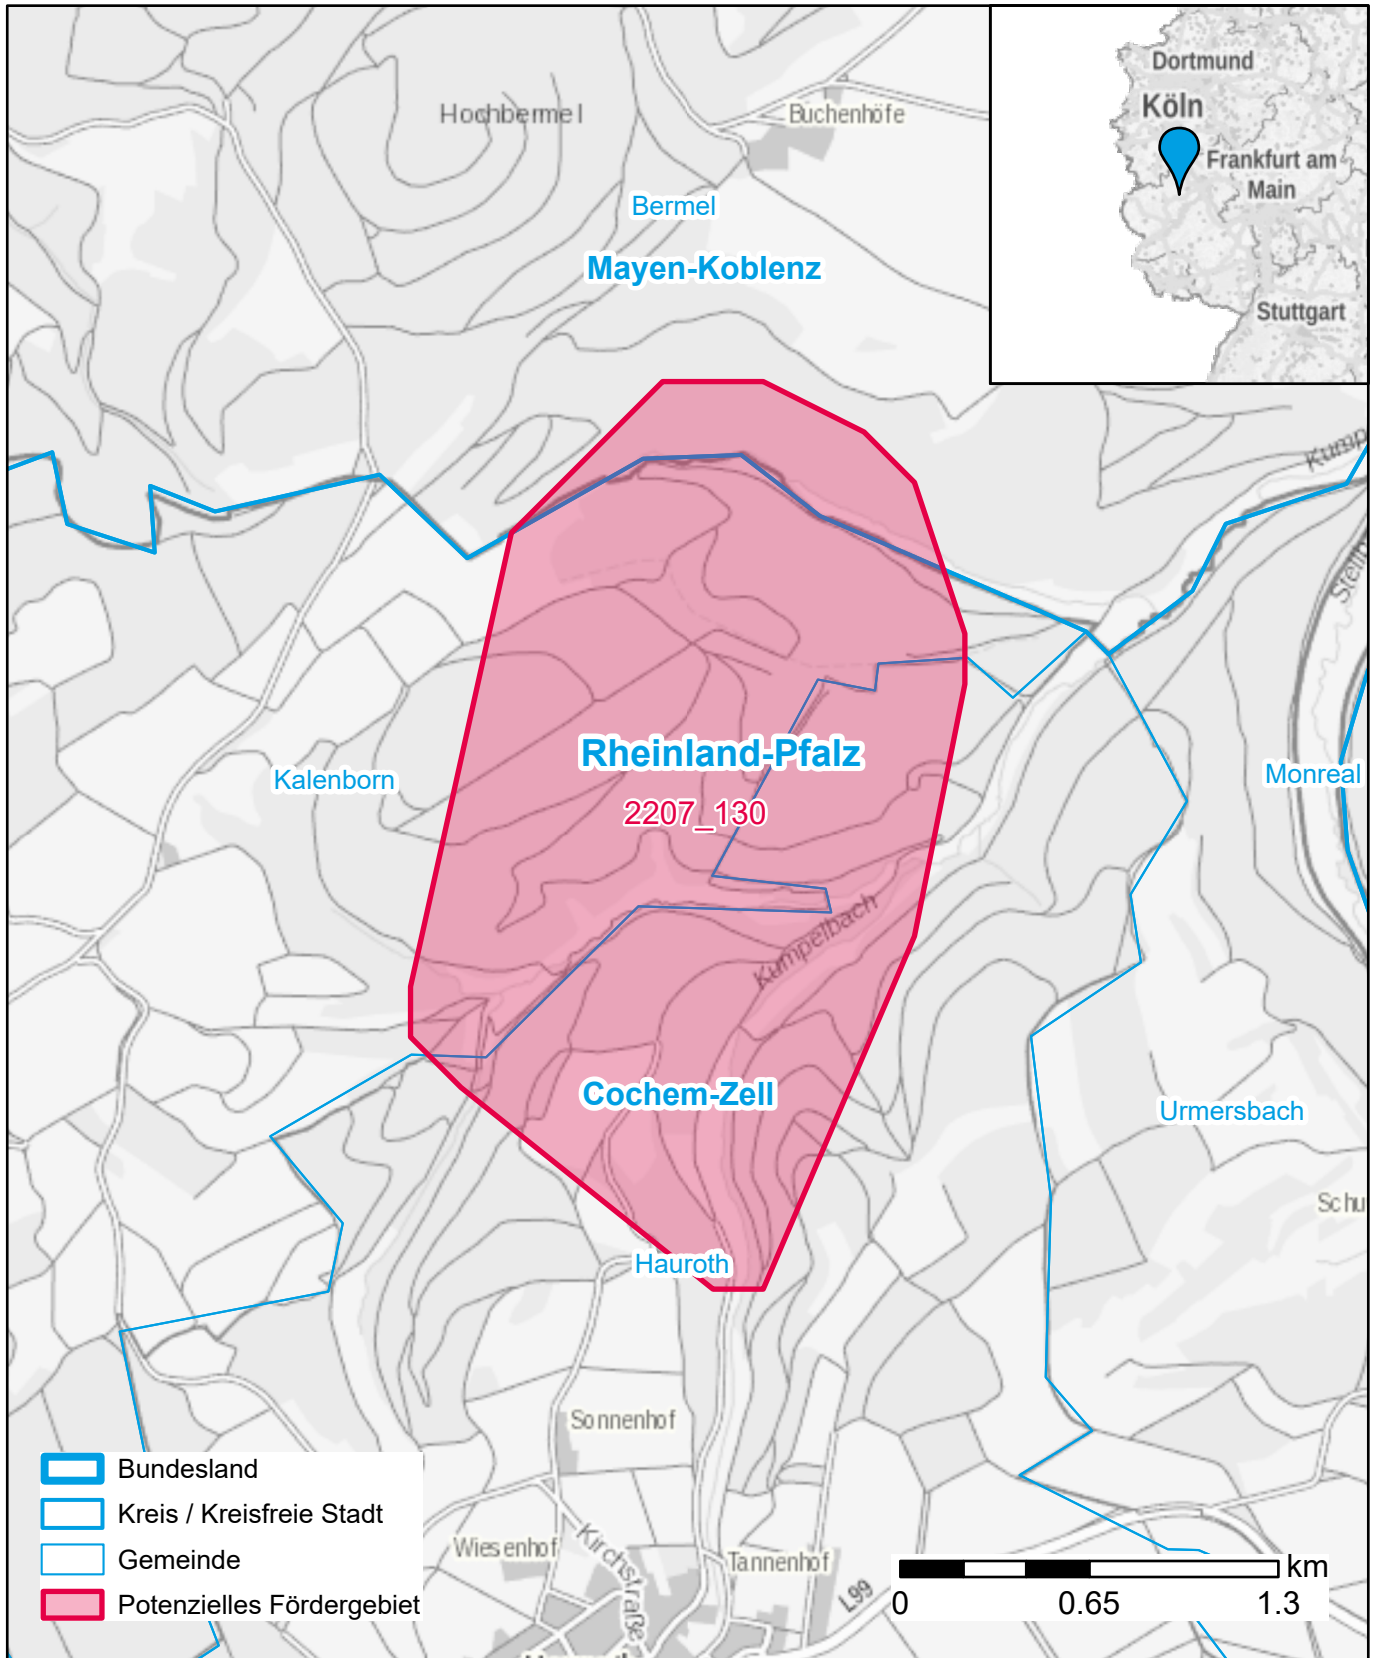 Dortmund
Köln
Frankfurt am
Main
Stuttgart
Hochbermel
Buchenhöfe
Bermel
Mayen-Koblenz
Rheinland-Pfalz
Kalenborn
2207_130
Monreal
Kumpelbach
Cochem-Zell
Urmersbach
Hauroth
Sonnenhof
Wiesenhof
Kirchstraße
Tannenhof
L99
Bundesland
Kreis / Kreisfreie Stadt
Gemeinde
Potenzielles Fördergebiet
km
0 0.65 1.3